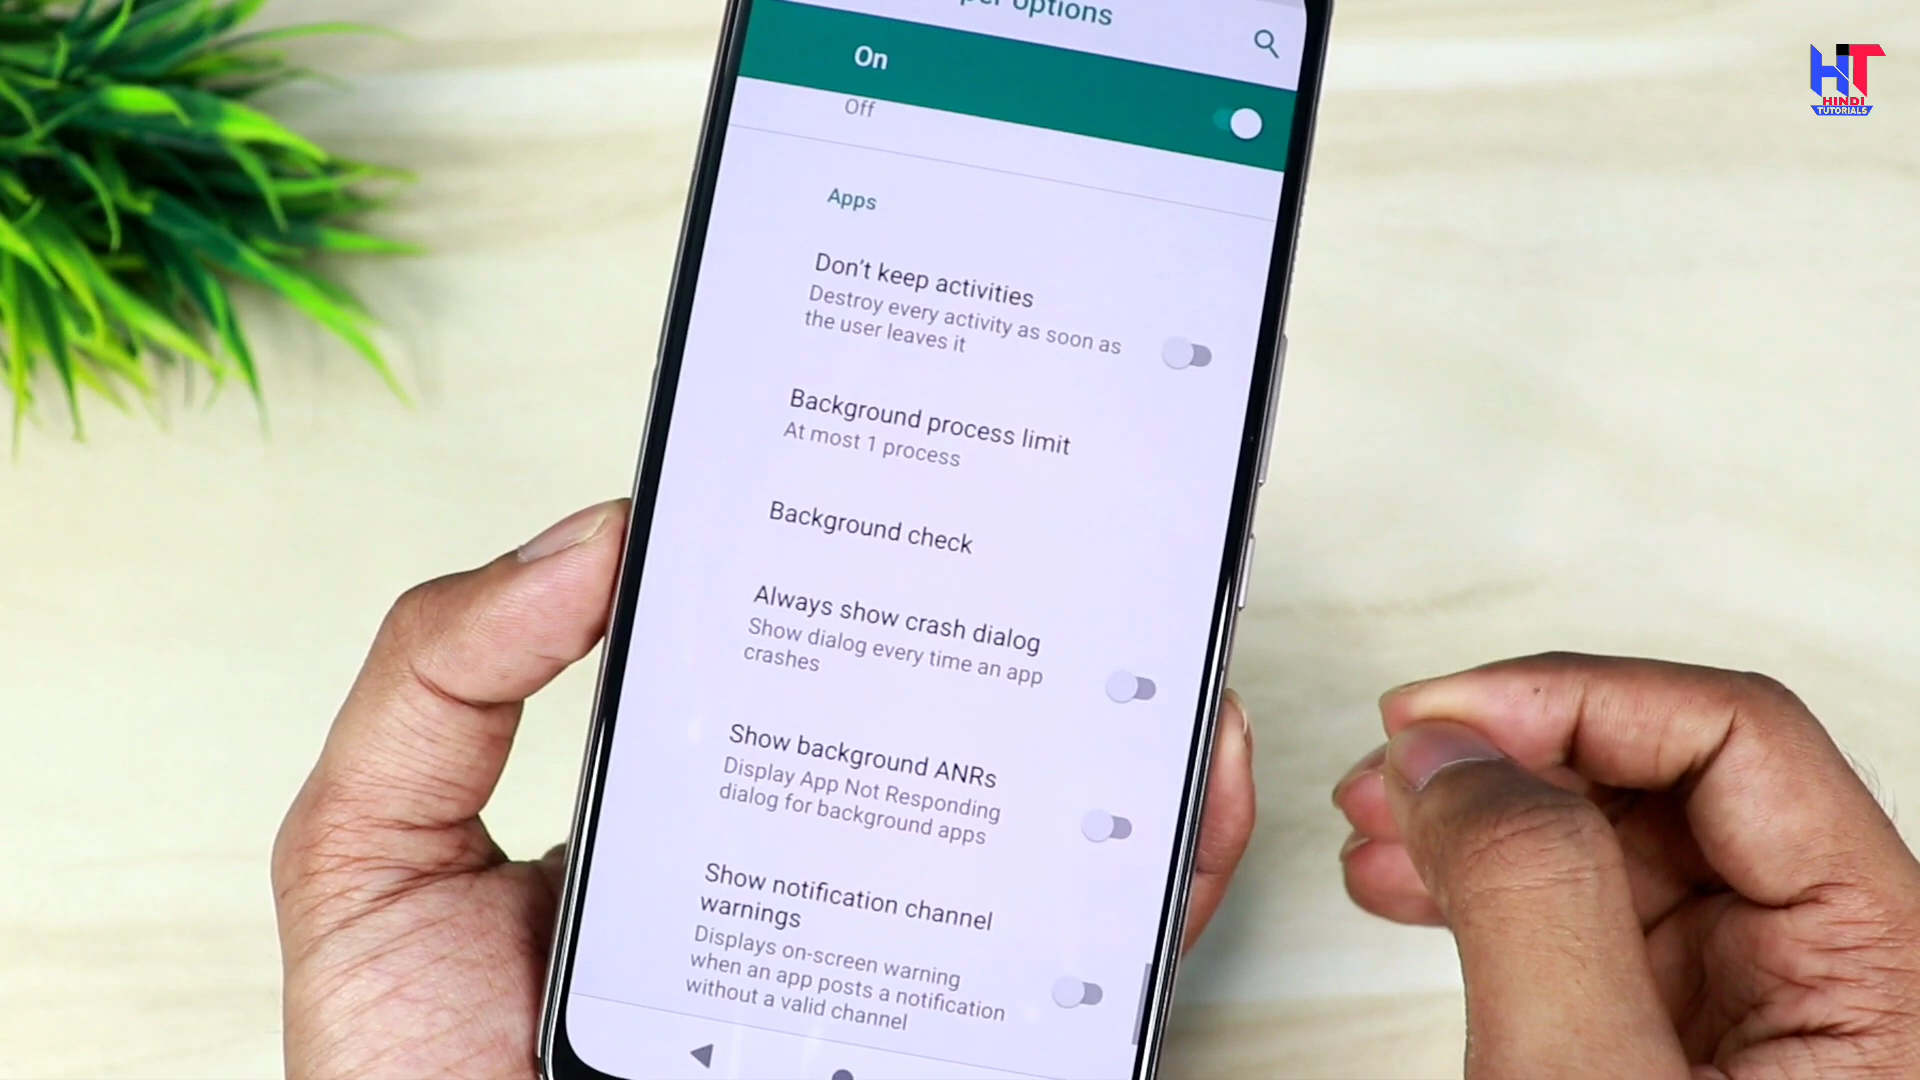 options
On
Off
Apps
Don't keep activities
Destroy every activity as soon as
the user leaves it
Background process limit
At most 1 process
Background check
Always show crash dialog
Show dialog every time an app
crashes
Show background ANRs
Display App Not Responding
dialog for background apps
Show notification channel
warnings
Displays on-screen warning
when an app posts a notification
without a valid channel
HT
HINDI
TUTORIALS